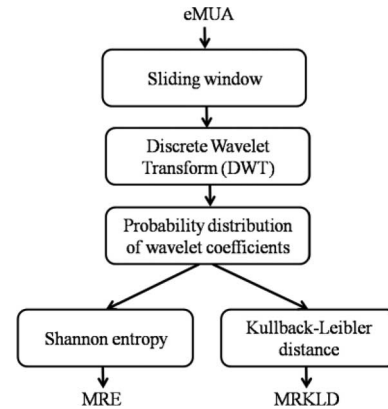 eMUA
Sliding window
Discrete Wavelet
Transform (DWT)
Probability distribution
of wavelet coefficients
Shannon entropy
Kullback-Leibler
distance
MRE
MRKLD